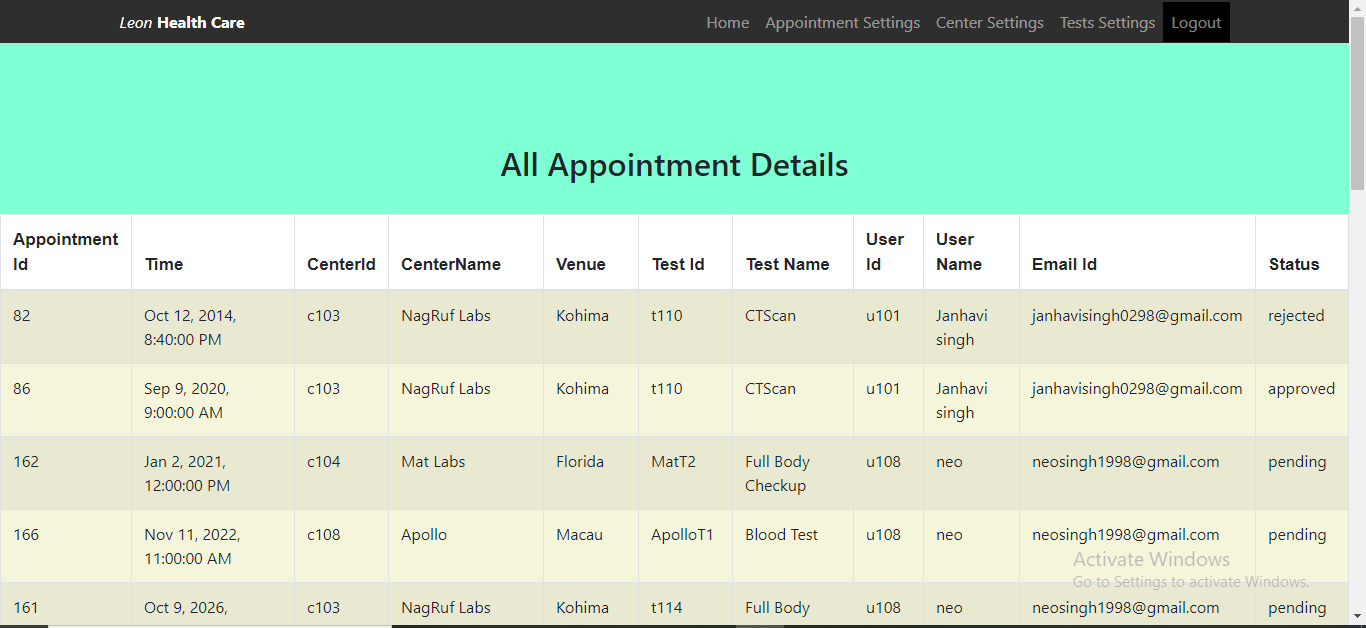 Leon Health Care Home Appointment Settings Center Settings Tests Settings Logout
All Appointment Details
Appointment Id Time CenterId CenterName Venue Test Id Test Name User Id User Name Email Id Status
82 Oct 12, 2014, 8:40:00 PM c103 NagRuf Labs Kohima t110 CTScan u101 Janhavi singh janhavisingh0298@gmail.com rejected
86 Sep 9, 2020, 9:00:00 AM c103 NagRuf Labs Kohima t110 CTScan u101 Janhavi singh janhavisingh0298@gmail.com approved
162 Jan 2, 2021, 12:00:00 PM c104 Mat Labs Florida MatT2 Full Body Checkup u108 neo neosingh1998@gmail.com pending
166 Nov 11, 2022, 11:00:00 AM c108 Apollo Macau ApolloT1 Blood Test u108 neo neosingh1998@gmail.com pending
Activate Windows
Go to Settings to activate Windows.
161 Oct 9, 2026, c103 NagRuf Labs Kohima t114 Full Body u108 neo neosingh1998@gmail.com pending